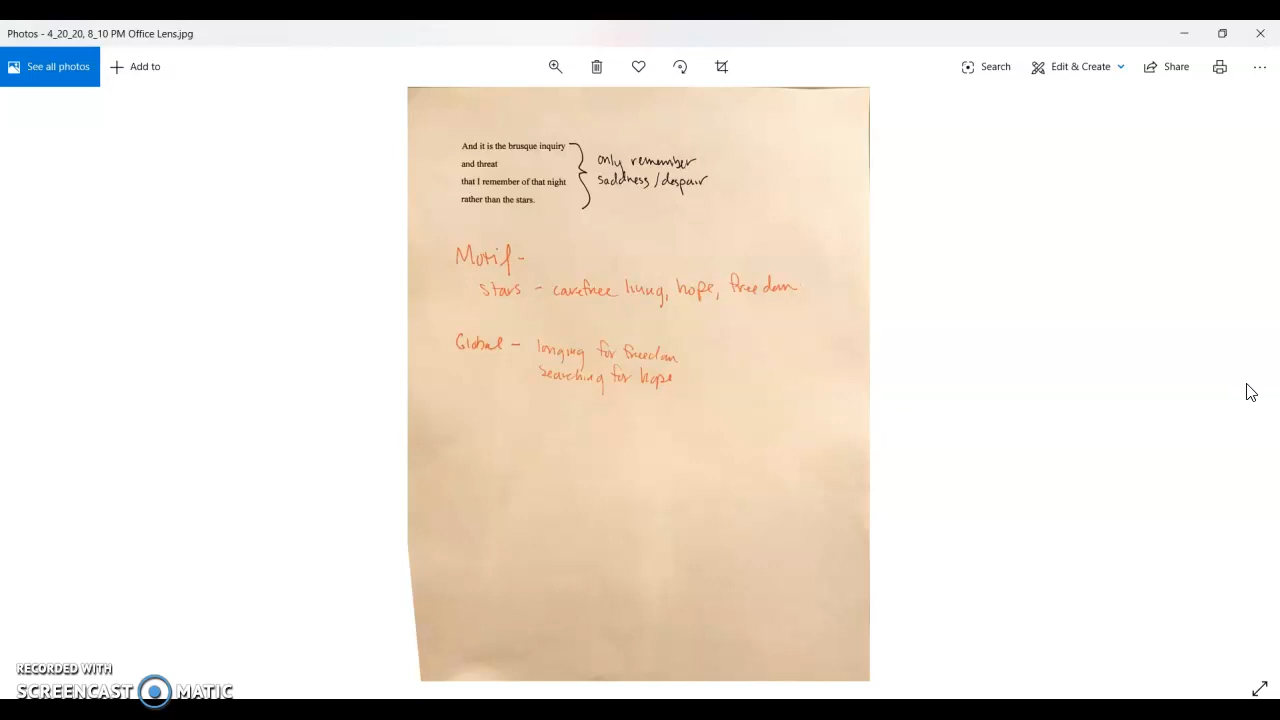 Photos - 4_20_20, 8_10 PM Office Lens.jpg
See all photos
Add to
Search
Edit & Create
Share
And it is the brusque inquiry
and threat
that I remember of that night
rather than the stars.
only remember
saddness/despair
Motif -
stars - carefree living, hope, freedom
Global - longing for freedom
searching for hope
RECORDED WITH
SCREENCAST MATIC